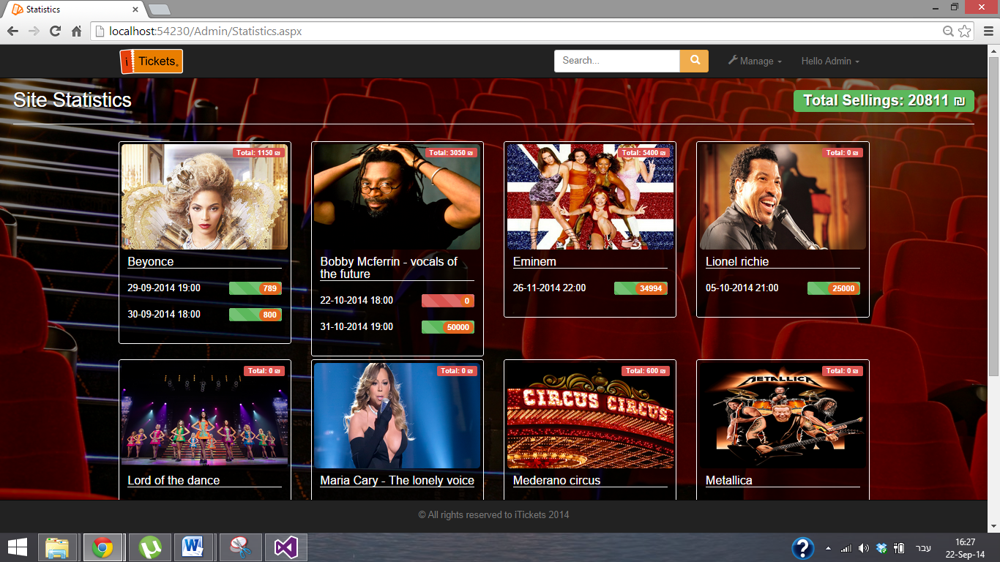 Statistics
localhost:54230/Admin/Statistics.aspx
i Tickets
Search...
Manage
Hello Admin
Site Statistics
Total Sellings: 20811 ₪
Total: 1150 ₪
Total: 3050 ₪
Total: 5400 ₪
Total: 0 ₪
Beyonce
29-09-2014 19:00 789
30-09-2014 18:00 800
Bobby Mcferrin - vocals of
the future
22-10-2014 18:00 0
31-10-2014 19:00 50000
Eminem
26-11-2014 22:00 34994
Lionel richie
05-10-2014 21:00 25000
Total: 0 ₪
Total: 0 ₪
Total: 600 ₪
Total: 0 ₪
CIRCUS CIRCUS
METALLICA
Lord of the dance
Maria Cary - The lonely voice
Mederano circus
Metallica
© All rights reserved to iTickets 2014
עבר
16:27
22-Sep-14